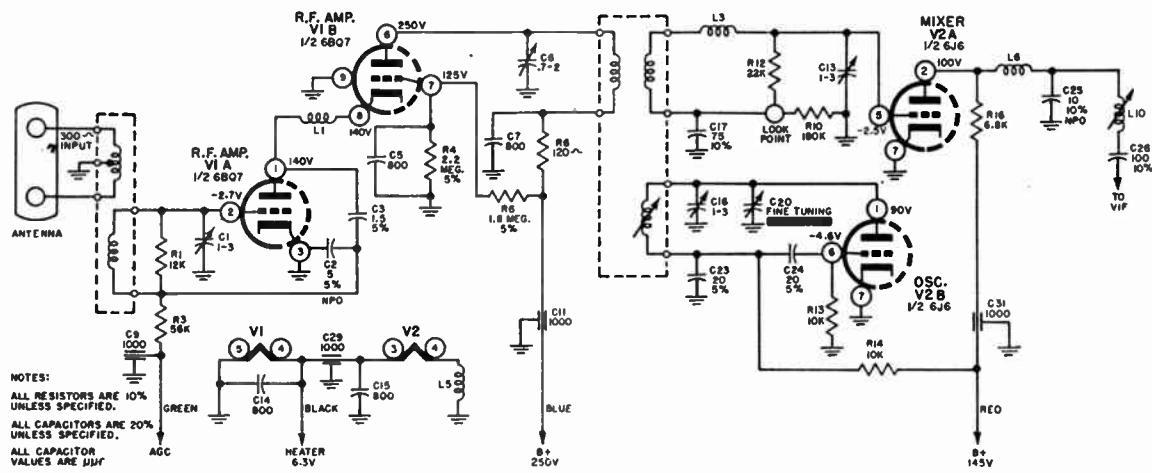 R.F. AMP.
V1 B
1/2 6BQ7
6
250V
9
7
125V
8
140V
L1
C6
.7-2
L3
MIXER
V2A
1/2 6J6
2
100V
L6
R12
22K
C13
1-3
5
-2.5V
7
LOOK
POINT
R10
180K
C17
75
10%
R16
6.8K
C25
10
10%
NPO
L10
C26
100
10%
TO
VIF
300∼
INPUT
ANTENNA
R.F. AMP.
V1 A
1/2 6BQ7
140V
1
-2.7V
2
3
C5
800
R4
2.2
MEG.
5%
C7
800
R6
120∼
R6
1.8 MEG.
5%
C3
1.5
5%
C2
5
5%
NPO
R1
12K
C1
1-3
R3
56K
C9
1000
C16
1-3
C20
FINE TUNING
1
90V
-4.6V
6
7
OSC.
V2B
1/2 6J6
C23
20
5%
C24
20
5%
R13
10K
R14
10K
C31
1000
C11
1000
V1
5
4
C29
1000
V2
3
4
C14
800
C15
800
L5
GREEN
BLACK
BLUE
RED
AGC
HEATER
6.3V
B+
250V
B+
145V
NOTES:
ALL RESISTORS ARE 10%
UNLESS SPECIFIED.
ALL CAPACITORS ARE 20%
UNLESS SPECIFIED.
ALL CAPACITOR
VALUES ARE µµf